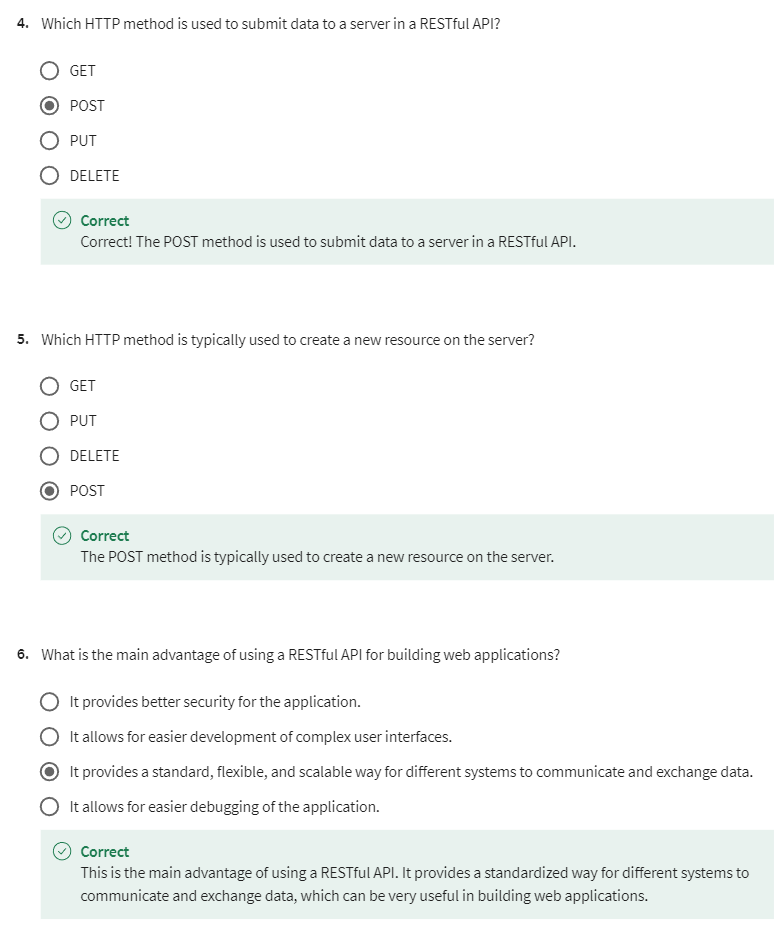 4. Which HTTP method is used to submit data to a server in a RESTful API?
GET
POST
PUT
DELETE
Correct
Correct! The POST method is used to submit data to a server in a RESTful API.
5. Which HTTP method is typically used to create a new resource on the server?
GET
PUT
DELETE
POST
Correct
The POST method is typically used to create a new resource on the server.
6. What is the main advantage of using a RESTful API for building web applications?
It provides better security for the application.
It allows for easier development of complex user interfaces.
It provides a standard, flexible, and scalable way for different systems to communicate and exchange data.
It allows for easier debugging of the application.
Correct
This is the main advantage of using a RESTful API. It provides a standardized way for different systems to
communicate and exchange data, which can be very useful in building web applications.